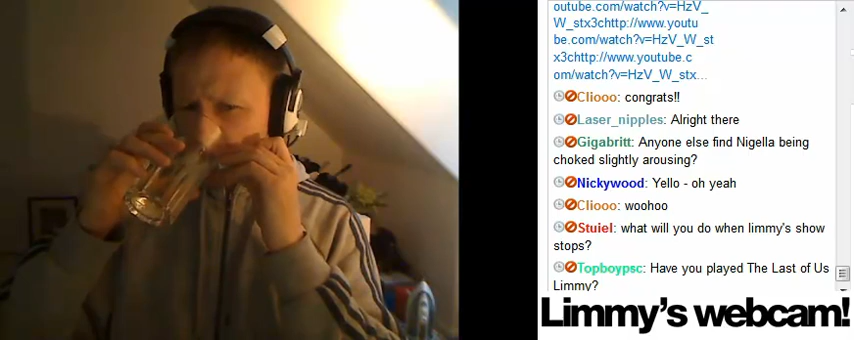 outube.com/watch?v=HzV_
W_stx3chttp://www.youtu
be.com/watch?v=HzV_W_st
x3chttp://www.youtube.c
om/watch?v=HzV_W_stx...
Cliooo: congrats!!
Laser_nipples: Alright there
Gigabritt: Anyone else find Nigella being
choked slightly arousing?
Nickywood: Yello - oh yeah
Cliooo: woohoo
Stuiel: what will you do when limmy's show
stops?
Topboypsc: Have you played The Last of Us
Limmy?
Limmy's webcam!